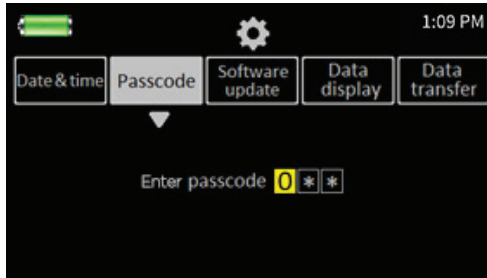 1:09 PM
Date & time Passcode Software update Data display Data transfer
Enter passcode 0 * *